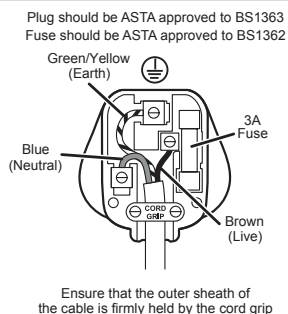 Plug should be ASTA approved to BS1363
Fuse should be ASTA approved to BS1362
Green/Yellow
(Earth)
3A
Fuse
Blue
(Neutral)
CORD
GRIP
Brown
(Live)
Ensure that the outer sheath of
the cable is firmly held by the cord grip